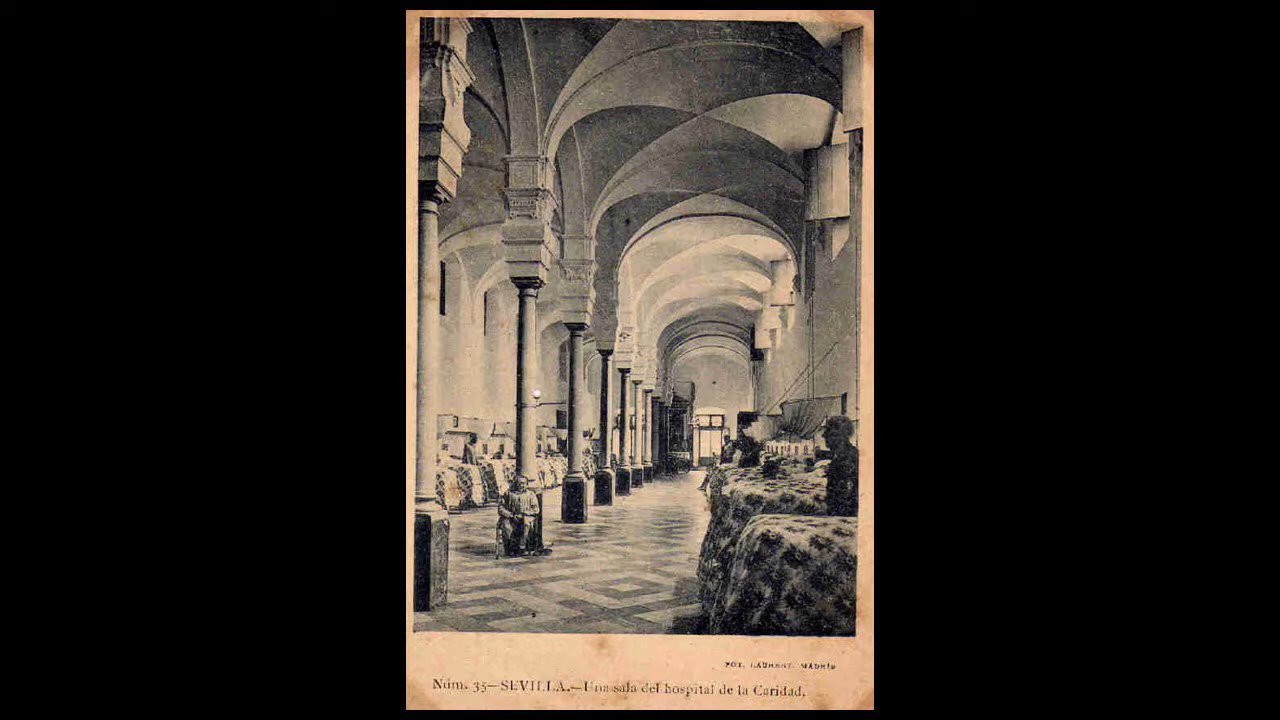 FOT. LAURENT. MADRID
Núm. 35—SEVILLA.—Una sala del hospital de la Caridad.